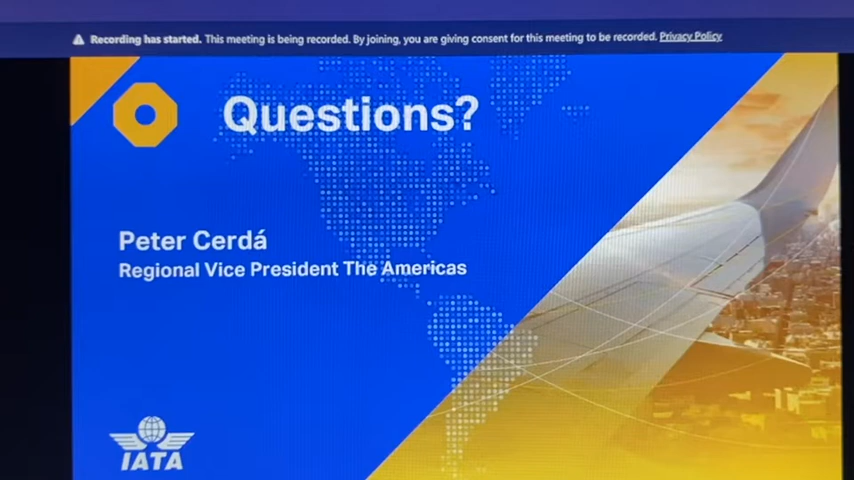 Recording has started. This meeting is being recorded. By joining, you are giving consent for this meeting to be recorded. Privacy Policy
Questions?
Peter Cerdá
Regional Vice President The Americas
IATA